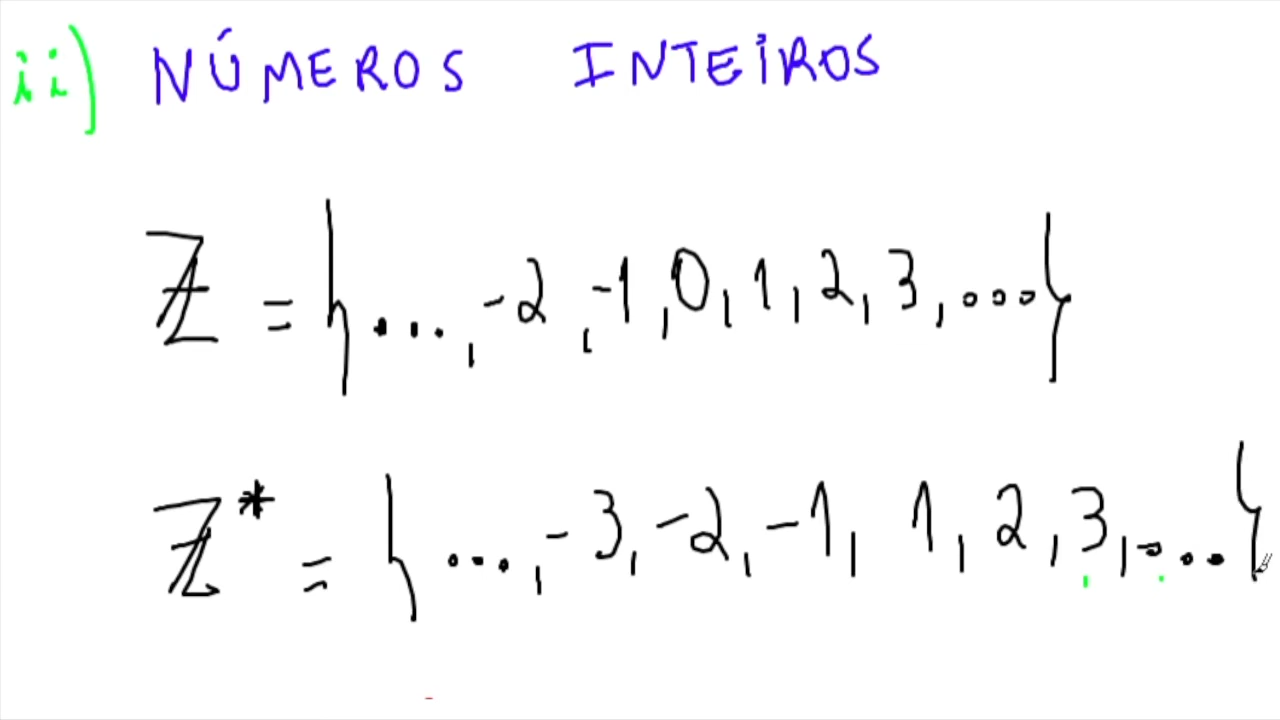 ii) NÚMEROS INTEIROS
ℤ = {..., -2, -1, 0, 1, 2, 3, ...}
ℤ* = {..., -3, -2, -1, 1, 2, 3, ...}